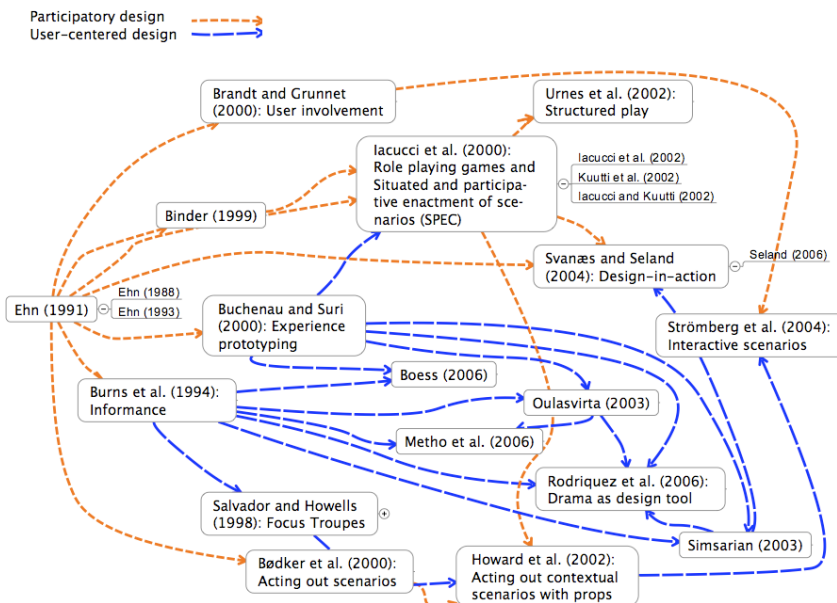 Participatory design
User-centered design
Brandt and Grunnet
(2000): User involvement
Urnes et al. (2002):
Structured play
Iacucci et al. (2000):
Role playing games and
Situated and participa-
tive enactment of sce-
narios (SPEC)
Iacucci et al. (2002)
Kuutti et al. (2002)
Iacucci and Kuutti (2002)
Binder (1999)
Svanæs and Seland
(2004): Design-in-action
Seland (2006)
Ehn (1991)
Ehn (1988)
Ehn (1993)
Buchenau and Suri
(2000): Experience
prototyping
Strömberg et al. (2004):
Interactive scenarios
Boess (2006)
Burns et al. (1994):
Informance
Oulasvirta (2003)
Metho et al. (2006)
Rodriquez et al. (2006):
Drama as design tool
Salvador and Howells
(1998): Focus Troupes
Simsarian (2003)
Bødker et al. (2000):
Acting out scenarios
Howard et al. (2002):
Acting out contextual
scenarios with props